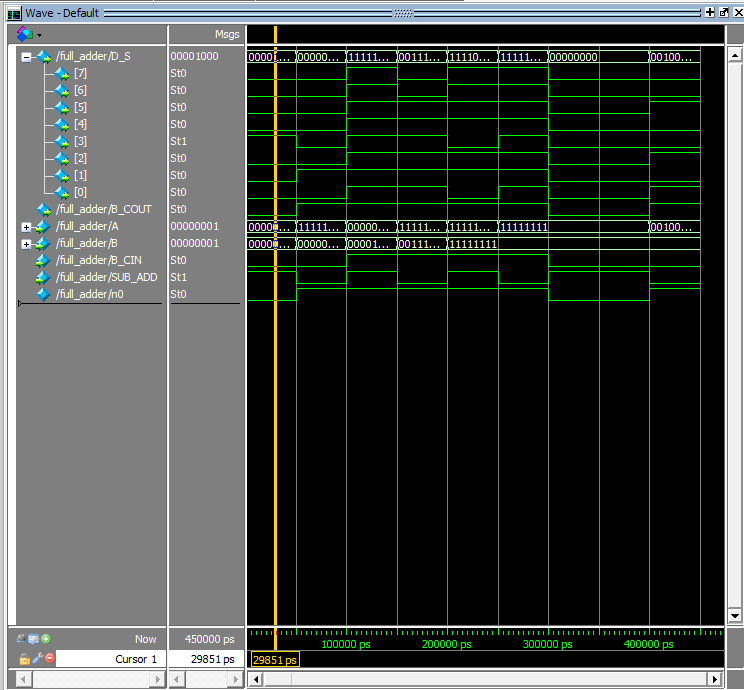 Wave - Default
Msgs
/full_adder/D_S 00001000 00001... 00000... 11111... 00111... 11110... 11111... 00000000 00100...
[7] St0
[6] St0
[5] St0
[4] St0
[3] St1
[2] St0
[1] St0
[0] St0
/full_adder/B_COUT St0
/full_adder/A 00000001 00000... 11111... 00000... 11111... 11111... 11111111 00100...
/full_adder/B 00000001 00000... 00000... 00001... 00111... 11111111
/full_adder/B_CIN St0
/full_adder/SUB_ADD St1
/full_adder/n0 St0
Now 450000 ps 100000 ps 200000 ps 300000 ps 400000 ps
Cursor 1 29851 ps 29851 ps